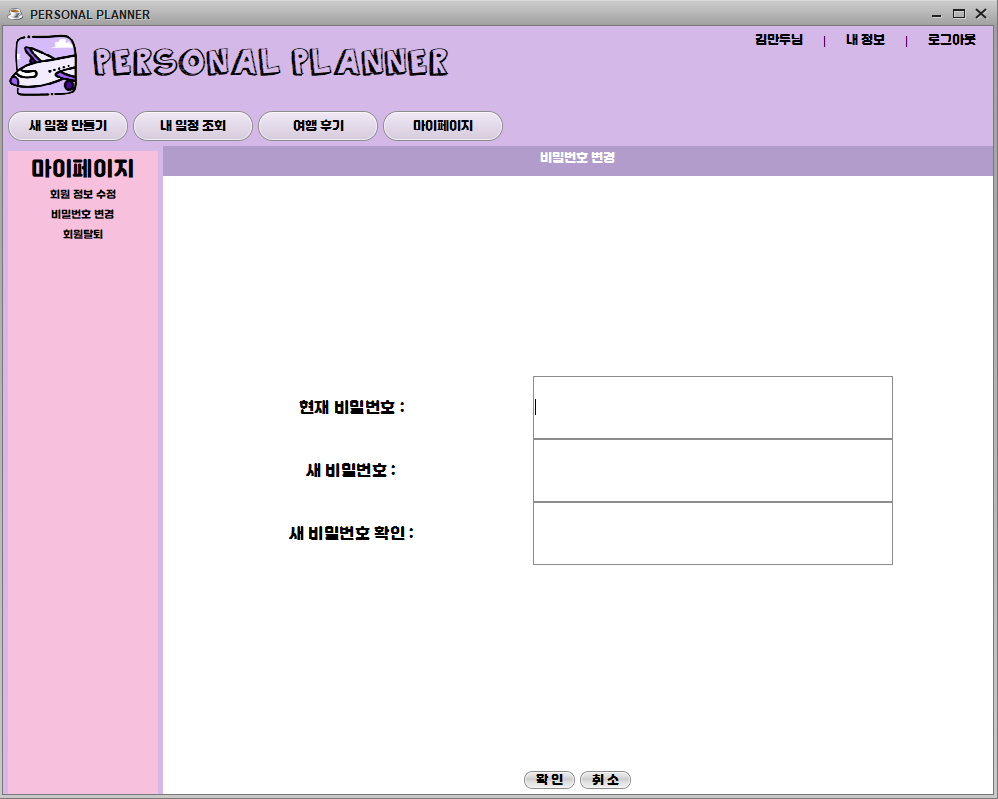 PERSONAL PLANNER
PERSONAL PLANNER
김만두님 | 내 정보 | 로그아웃
새 일정 만들기 내 일정 조회 여행 후기 마이페이지
마이페이지
회원 정보 수정
비밀번호 변경
회원탈퇴
비밀번호 변경
현재 비밀번호 :
새 비밀번호 :
새 비밀번호 확인 :
확 인 취 소